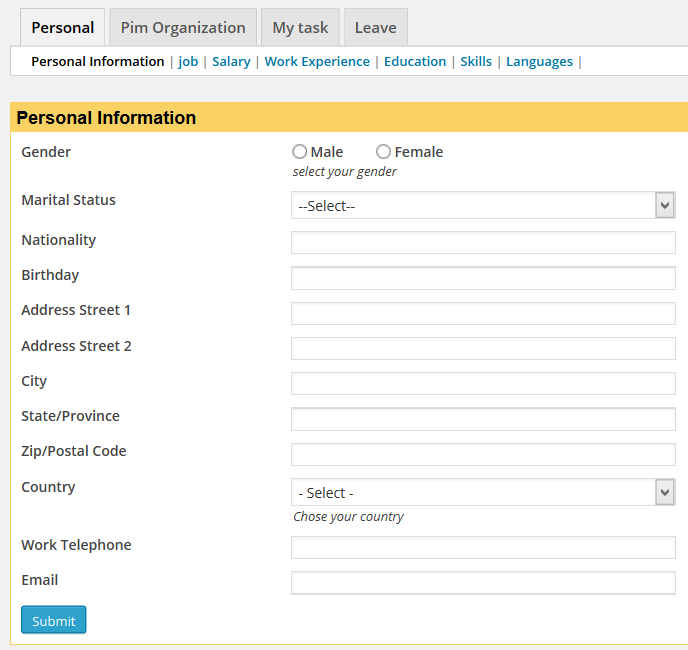 Personal Pim Organization My task Leave
Personal Information | job | Salary | Work Experience | Education | Skills | Languages |
Personal Information
Gender Male Female
select your gender
Marital Status --Select--
Nationality
Birthday
Address Street 1
Address Street 2
City
State/Province
Zip/Postal Code
Country - Select -
Chose your country
Work Telephone
Email
Submit